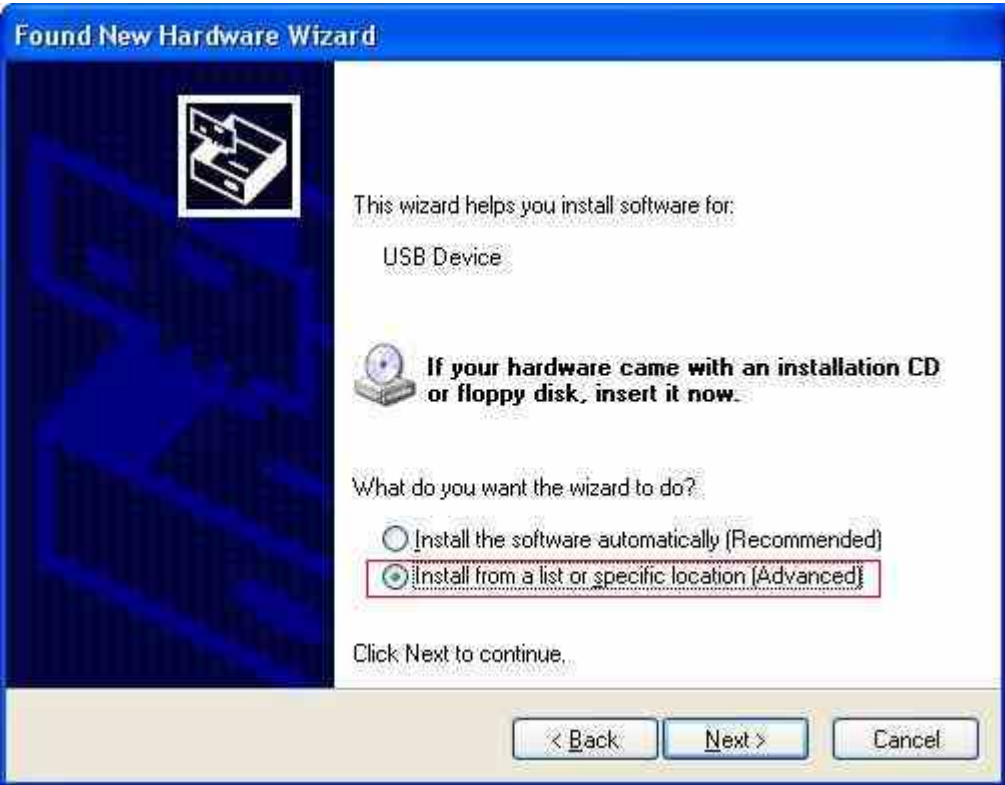 Found New Hardware Wizard
This wizard helps you install software for:
USB Device
If your hardware came with an installation CD
or floppy disk, insert it now.
What do you want the wizard to do?
Install the software automatically (Recommended)
Install from a list or specific location (Advanced)
Click Next to continue.
< Back Next > Cancel